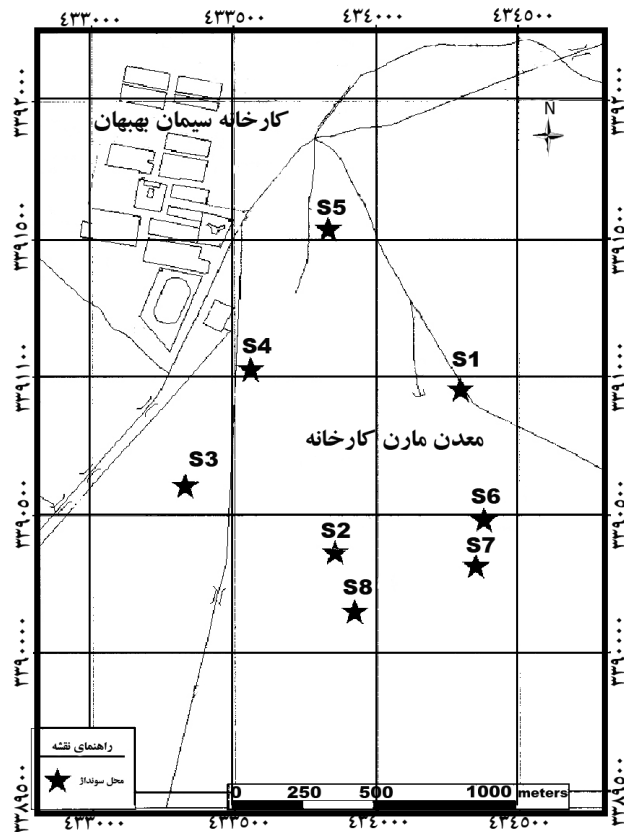 ۴۳۳۰۰۰ ۴۳۳۵۰۰ ۴۳۴۰۰۰ ۴۳۴۵۰۰
۳۳۹۲۰۰۰ ۳۳۹۲۰۰۰
کارخانه سیمان بهبهان
N
S5
۳۳۹۱۵۰۰ ۳۳۹۱۵۰۰
S4
S1
۳۳۹۱۱۰۰ ۳۳۹۱۰۰۰
معدن مارن کارخانه
S3
S6
۳۳۹۰۵۰۰ ۳۳۹۰۵۰۰
S2
S7
S8
۳۳۹۰۰۰۰ ۳۳۹۰۰۰۰
راهنمای نقشه
محل سونداژ
0 250 500 1000 meters
۳۳۸۹۵۰۰ ۳۳۸۹۵۰۰
۴۳۳۰۰۰ ۴۳۳۵۰۰ ۴۳۴۰۰۰ ۴۳۴۵۰۰